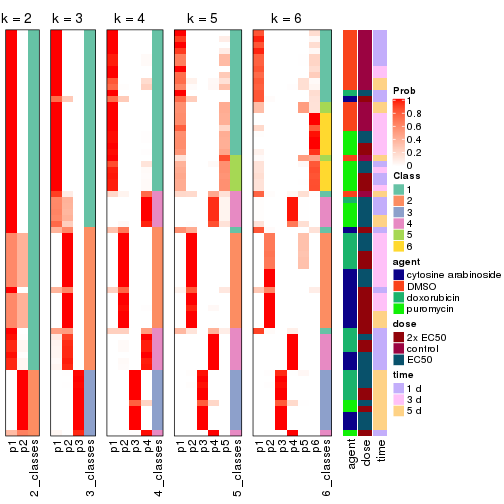 k = 2 k = 3 k = 4 k = 5 k = 6
p1 p2 2_classes
p1 p2 p3 3_classes
p1 p2 p3 p4 4_classes
p1 p2 p3 p4 p5 5_classes
p1 p2 p3 p4 p5 p6 6_classes
agent dose time
Prob
1
0.8
0.6
0.4
0.2
0
Class
1
2
3
4
5
6
agent
cytosine arabinoside
DMSO
doxorubicin
puromycin
dose
2x EC50
control
EC50
time
1 d
3 d
5 d